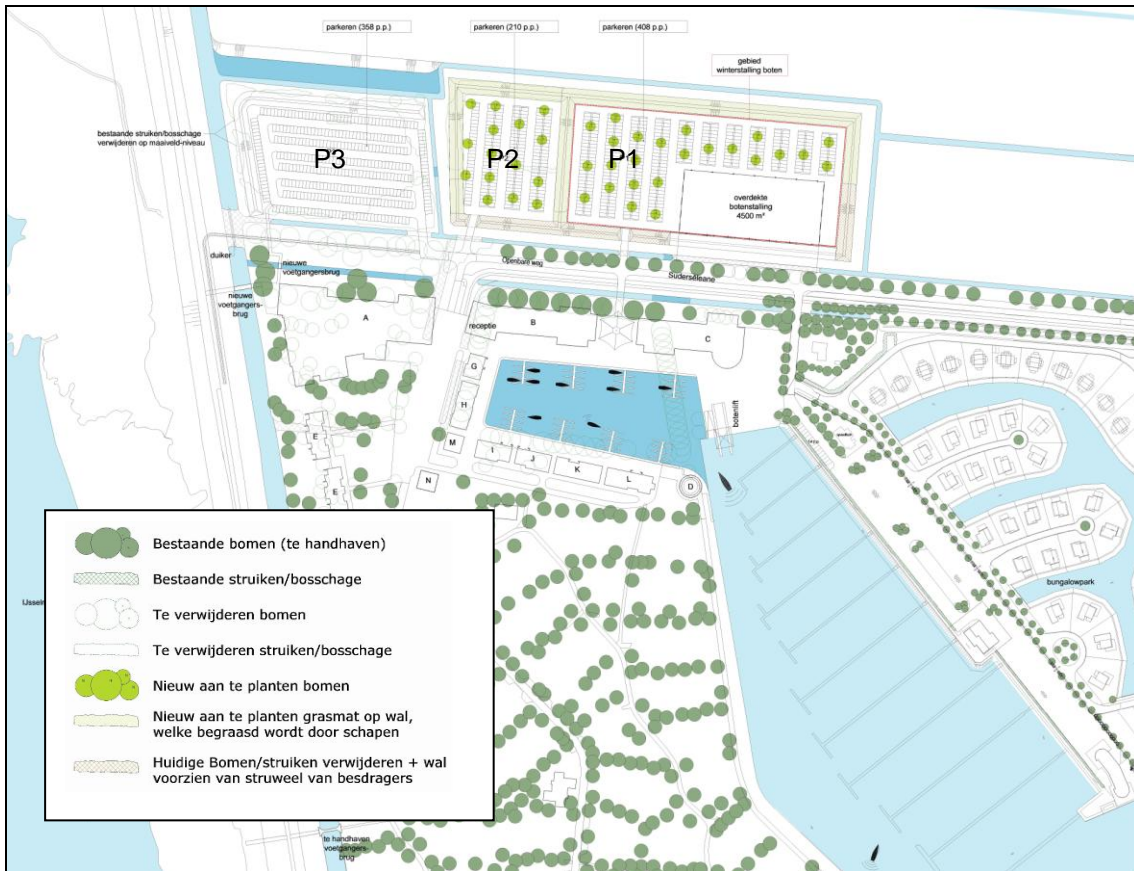 parkeren (358 p.p.)
parkeren (210 p.p.)
parkeren (408 p.p.)
gebied
winterstalling boten
bestaande struiken/bosschage
verwijderen op maaiveld-niveau
P3
P2
P1
overdekte
botenstalling
4500 m²
duiker
nieuwe
voetgangersbrug
nieuwe
voetgangers-
brug
Openbare weg
Suderséleane
A
receptie
B
C
G
H
M
I
J
K
L
N
D
E
E
botenlift
bungalowpark
Bestaande bomen (te handhaven)
Bestaande struiken/bosschage
Te verwijderen bomen
Te verwijderen struiken/bosschage
Nieuw aan te planten bomen
Nieuw aan te planten grasmat op wal,
welke begraasd wordt door schapen
Huidige Bomen/struiken verwijderen + wal
voorzien van struweel van besdragers
te handhaven
voetgangers-
brug